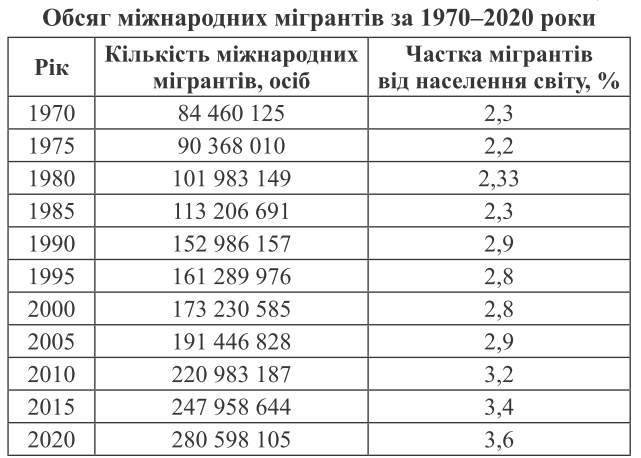 Обсяг міжнародних мігрантів за 1970–2020 роки
Рік Кількість міжнародних мігрантів, осіб Частка мігрантів від населення світу, %
1970 84 460 125 2,3
1975 90 368 010 2,2
1980 101 983 149 2,33
1985 113 206 691 2,3
1990 152 986 157 2,9
1995 161 289 976 2,8
2000 173 230 585 2,8
2005 191 446 828 2,9
2010 220 983 187 3,2
2015 247 958 644 3,4
2020 280 598 105 3,6